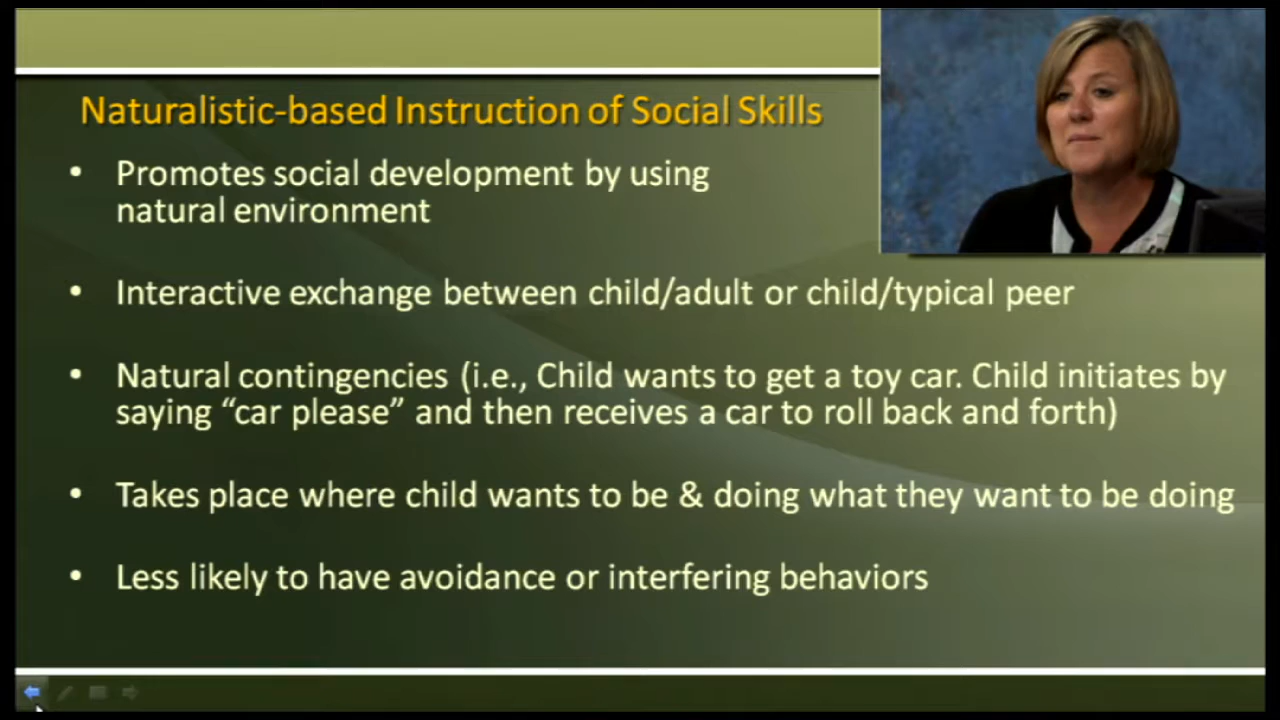 Naturalistic-based Instruction of Social Skills
• Promotes social development by using
natural environment
• Interactive exchange between child/adult or child/typical peer
• Natural contingencies (i.e., Child wants to get a toy car. Child initiates by
saying “car please” and then receives a car to roll back and forth)
• Takes place where child wants to be & doing what they want to be doing
• Less likely to have avoidance or interfering behaviors